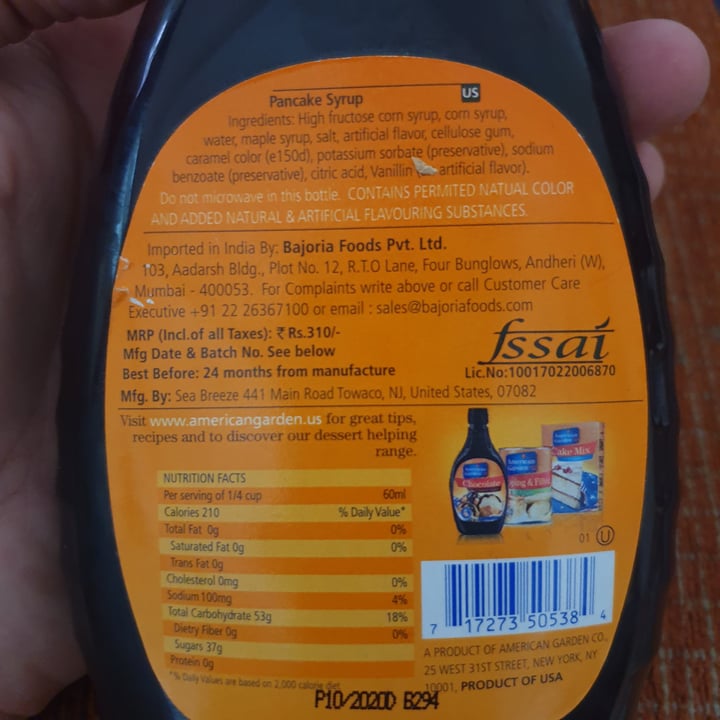 Pancake Syrup US
Ingredients: High fructose corn syrup, corn syrup,
water, maple syrup, salt, artificial flavor, cellulose gum,
caramel color (e150d), potassium sorbate (preservative), sodium
benzoate (preservative), citric acid, Vanillin artificial flavor).
Do not microwave in this bottle. CONTAINS PERMITED NATUAL COLOR
AND ADDED NATURAL & ARTIFICIAL FLAVOURING SUBSTANCES.
Imported in India By: Bajoria Foods Pvt. Ltd.
103, Aadarsh Bldg., Plot No. 12, R.T.O Lane, Four Bunglows, Andheri (W),
Mumbai - 400053. For Complaints write above or call Customer Care
Executive +91 22 26367100 or email : sales@bajoriafoods.com
MRP (Incl.of all Taxes): ₹ Rs.310/-
Mfg Date & Batch No. See below
Best Before: 24 months from manufacture
fssai
Lic.No:10017022006870
Mfg. By: Sea Breeze 441 Main Road Towaco, NJ, United States, 07082
Visit www.americangarden.us for great tips,
recipes and to discover our dessert helping
range.
American
Garden
Chocolate
American
Garden
ping & Fill
American
Garden
Cake Mix
01 U
NUTRITION FACTS
Per serving of 1/4 cup 60ml
Calories 210 % Daily Value*
Total Fat 0g 0%
Saturated Fat 0g 0%
Trans Fat 0g
Cholesterol 0mg 0%
Sodium 100mg 4%
Total Carbohydrate 53g 18%
Dietry Fiber 0g 0%
Sugars 37g
Protein 0g
*% Daily Values are based on 2,000 calorie diet
7 17273 50538 4
A PRODUCT OF AMERICAN GARDEN CO.,
25 WEST 31ST STREET, NEW YORK, NY
10001, PRODUCT OF USA
P10/2020D B294